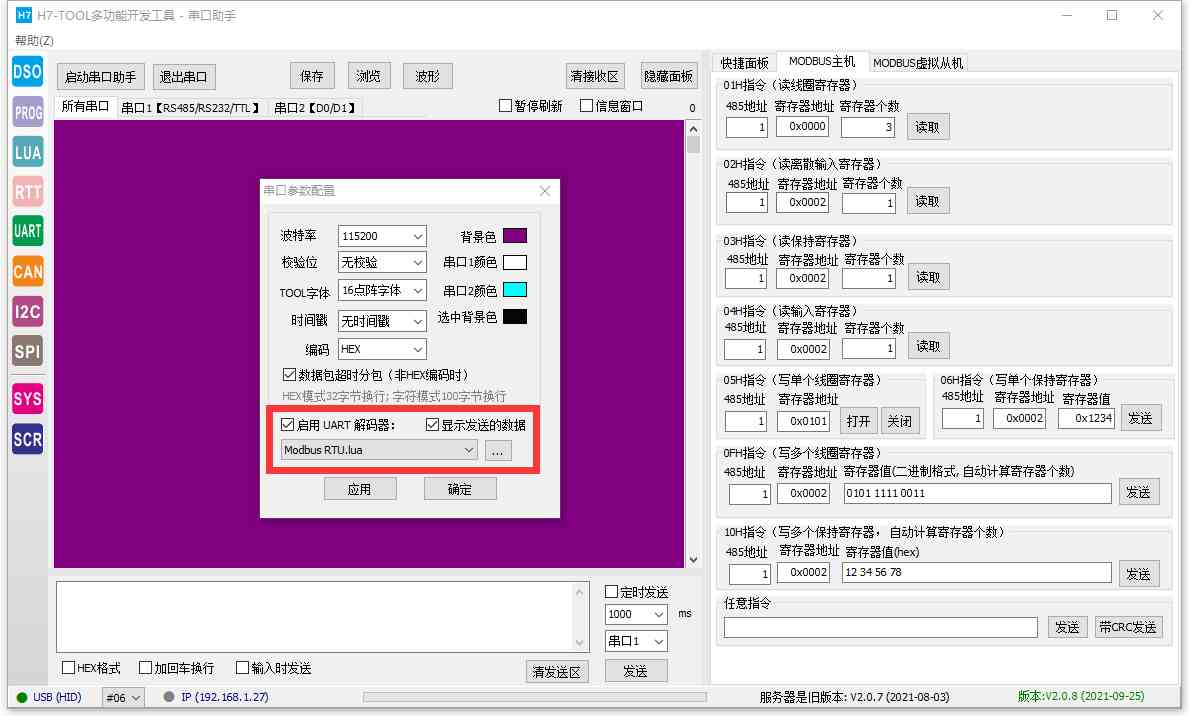 H7 H7-TOOL多功能开发工具 - 串口助手
帮助(Z)
DSO
PROG
LUA
RTT
UART
CAN
I2C
SPI
SYS
SCR
启动串口助手 退出串口 保存 浏览 波形 清接收区 隐藏面板
所有串口 串口1【RS485/RS232/TTL】 串口2【D0/D1】 暂停刷新 信息窗口 0
串口参数配置
波特率 115200 背景色
校验位 无校验 串口1颜色
TOOL字体 16点阵字体 串口2颜色
时间戳 无时间戳 选中背景色
编码 HEX
数据包超时分包（非HEX编码时）
HEX模式32字节换行; 字符模式100字节换行
启用 UART 解码器： 显示发送的数据
Modbus RTU.lua ...
应用 确定
定时发送
1000 ms
串口1
HEX格式 加回车换行 输入时发送 清发送区 发送
快捷面板 MODBUS主机 MODBUS虚拟从机
01H指令（读线圈寄存器）
485地址 寄存器地址 寄存器个数
1 0x0000 3 读取
02H指令（读离散输入寄存器）
485地址 寄存器地址 寄存器个数
1 0x0002 1 读取
03H指令（读保持寄存器）
485地址 寄存器地址 寄存器个数
1 0x0002 1 读取
04H指令（读输入寄存器）
485地址 寄存器地址 寄存器个数
1 0x0002 1 读取
05H指令（写单个线圈寄存器）
485地址 寄存器地址
1 0x0101 打开 关闭
06H指令（写单个保持寄存器）
485地址 寄存器地址 寄存器值
1 0x0002 0x1234 发送
0FH指令（写多个线圈寄存器）
485地址 寄存器地址 寄存器值(二进制格式, 自动计算寄存器个数)
1 0x0002 0101 1111 0011 发送
10H指令（写多个保持寄存器， 自动计算寄存器个数）
485地址 寄存器地址 寄存器值(hex)
1 0x0002 12 34 56 78 发送
任意指令
发送 带CRC发送
USB (HID) #06 IP (192.168.1.27) 服务器是旧版本: V2.0.7 (2021-08-03) 版本:V2.0.8 (2021-09-25)